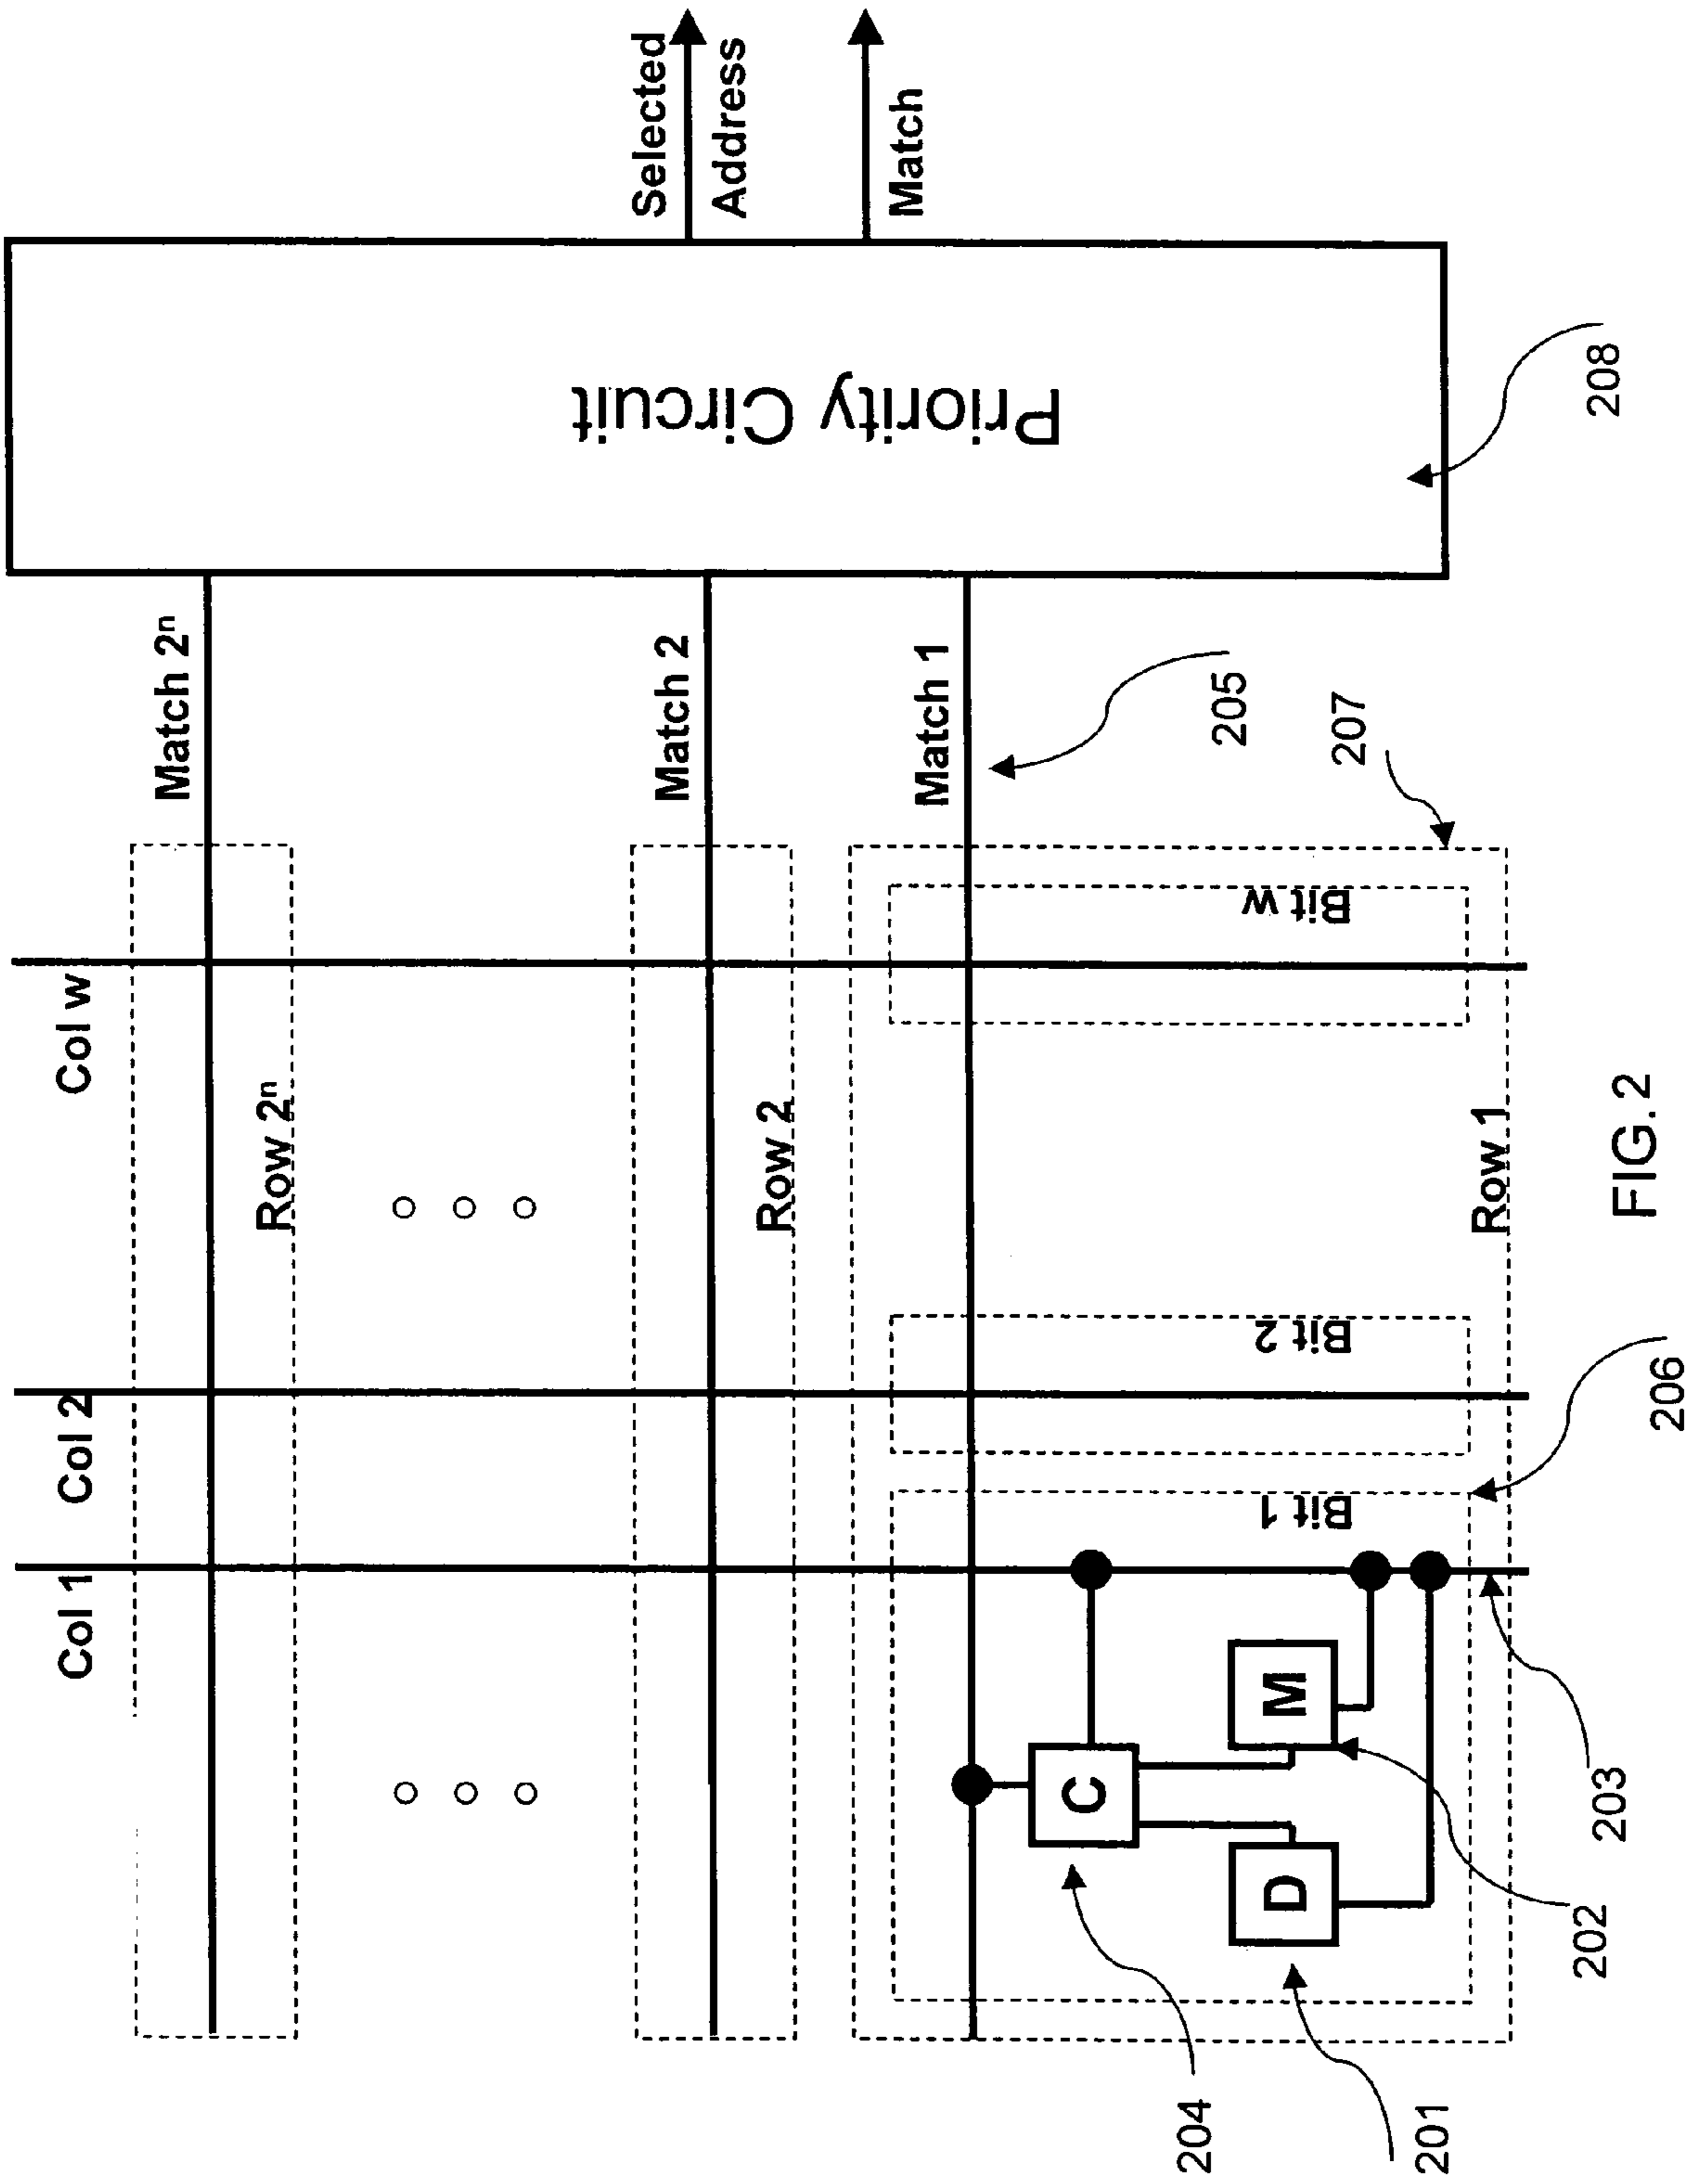 Col 1
Col 2
Col w
Row 2ⁿ
Match 2ⁿ
Row 2
Match 2
Match 1
205
Selected
Address
Match
Priority Circuit
208
207
Bit 1
Bit 2
Bit w
C
D
M
204
201
202
203
206
Row 1
FIG. 2